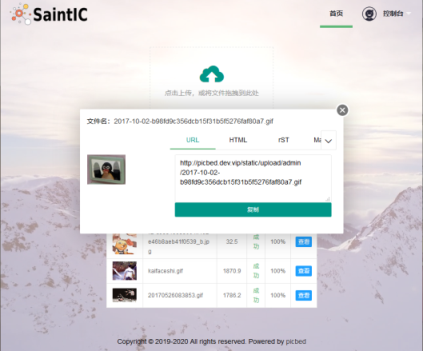 SaintIC
首页
控制台
点击上传，或将文件拖拽到此处
文件名：2017-10-02-b98fd9c356dcb15f31b5f5276faf80a7.gif
URL
HTML
rST
Ma
http://picbed.dev.vip/static/upload/admin
/2017-10-02-
b98fd9c356dcb15f31b5f5276faf80a7.gif
复制
e46b8aeb41f0538_b.jp
g
32.5
成
功
100%
查看
kaifaceshi.gif
1670.9
成
功
100%
查看
20170526083853.gif
1795.2
成
功
100%
查看
Copyright © 2019-2020 All rights reserved. Powered by picbed